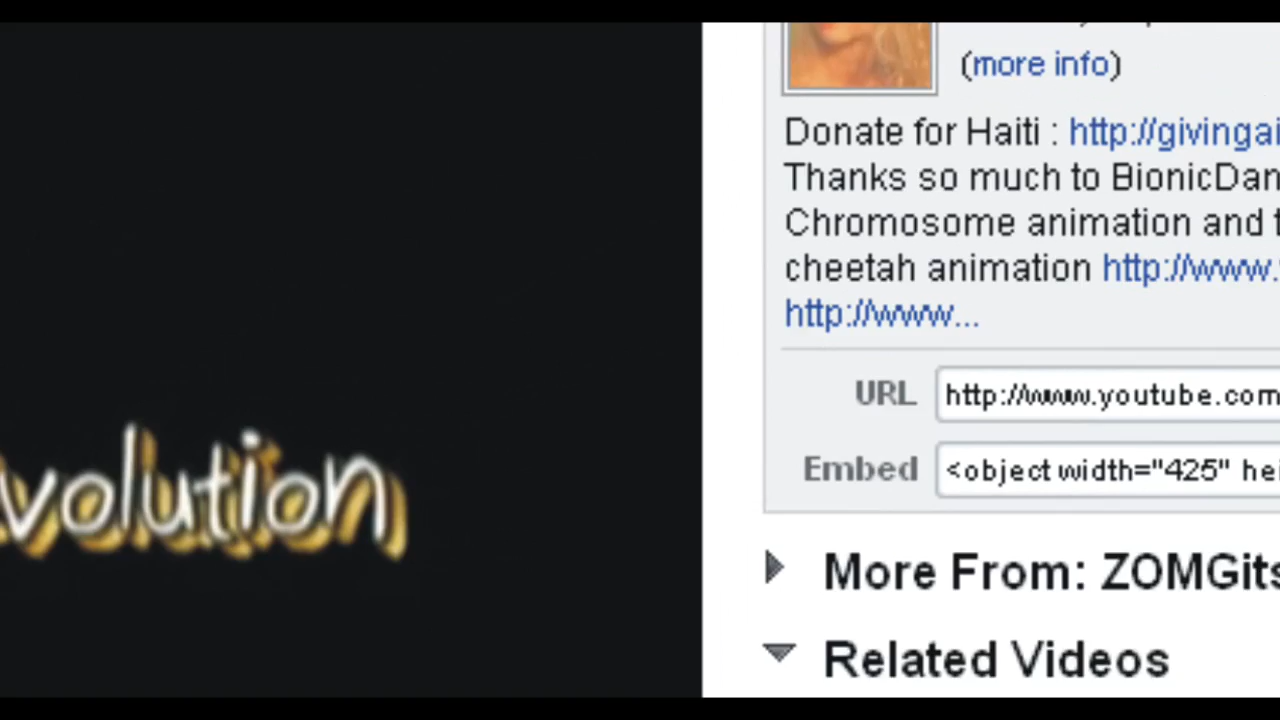 (more info)
Donate for Haiti : http://givingai
Thanks so much to BionicDan
Chromosome animation and t
cheetah animation http://www.
http://www...
URL http://www.youtube.com
Embed <object width="425" hei
volution
More From: ZOMGits
Related Videos